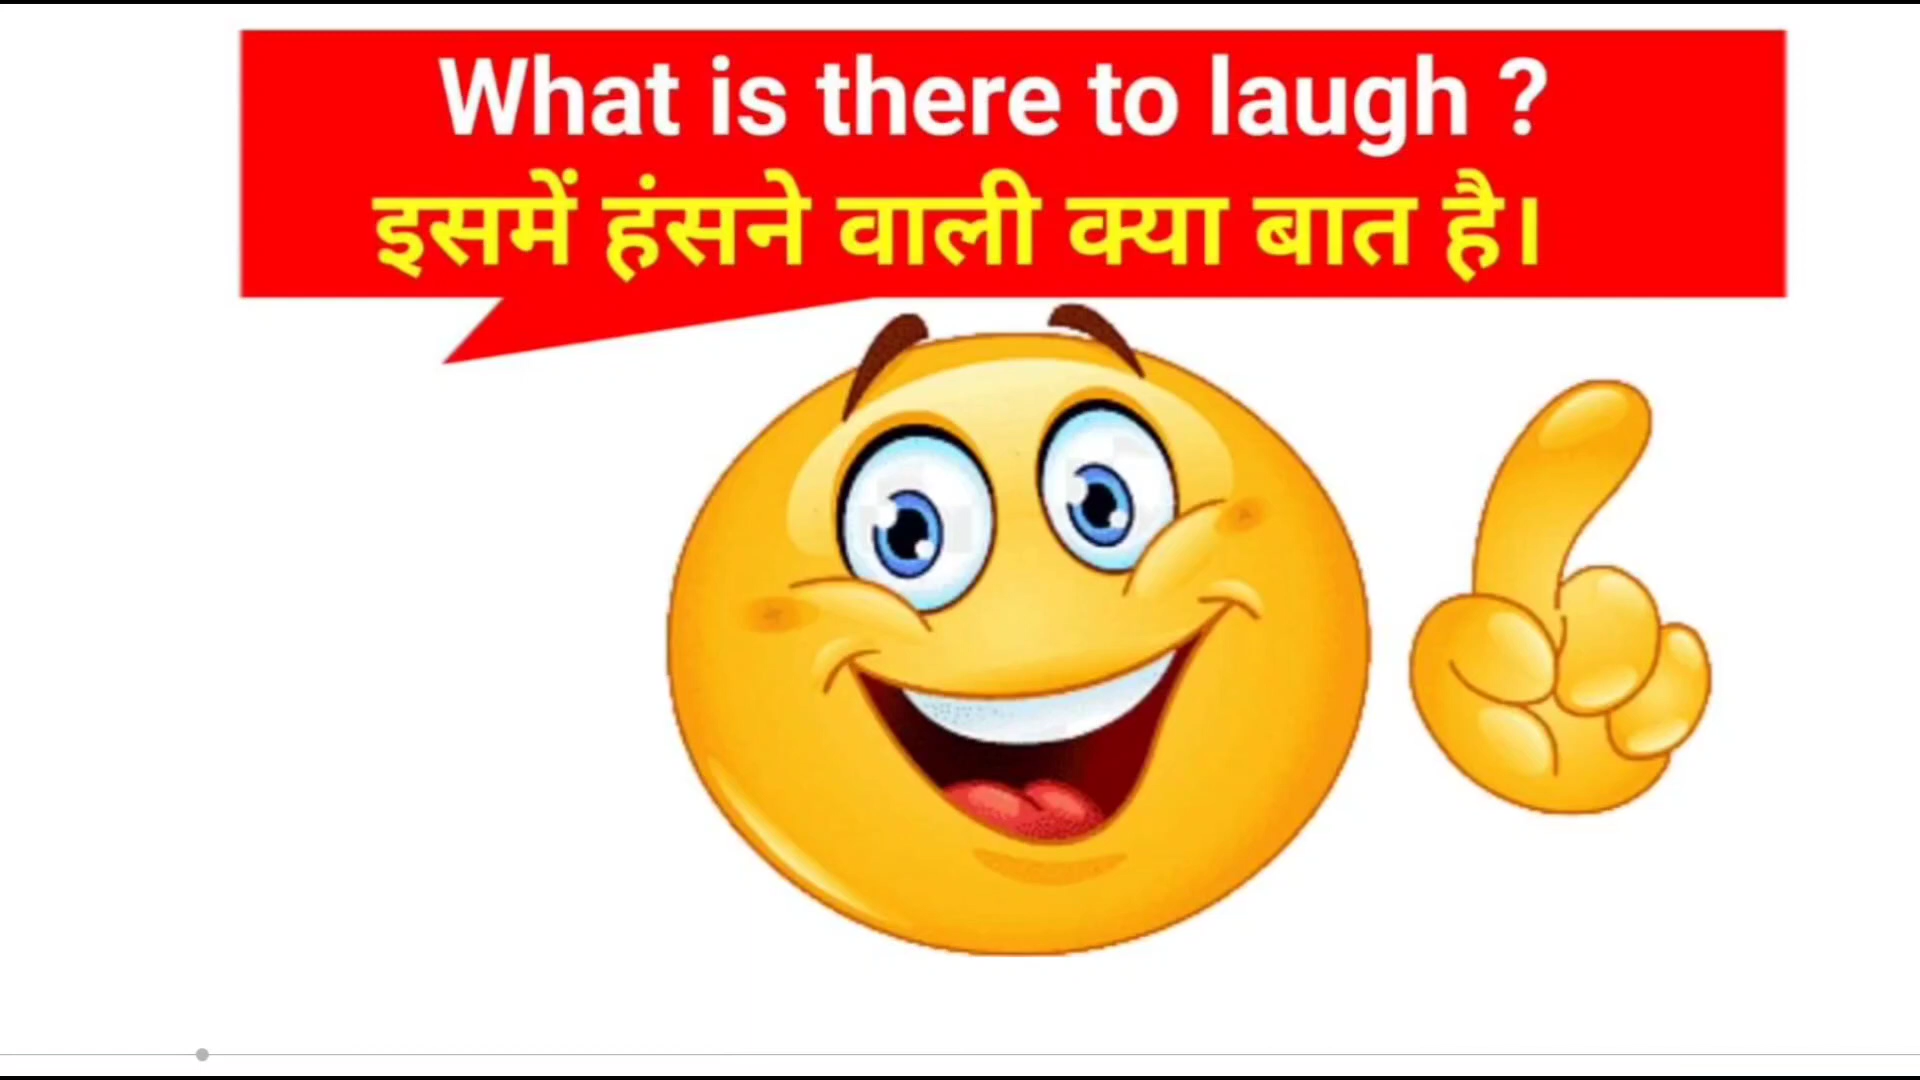 What is there to laugh ?
इसमें हंसने वाली क्या बात है।